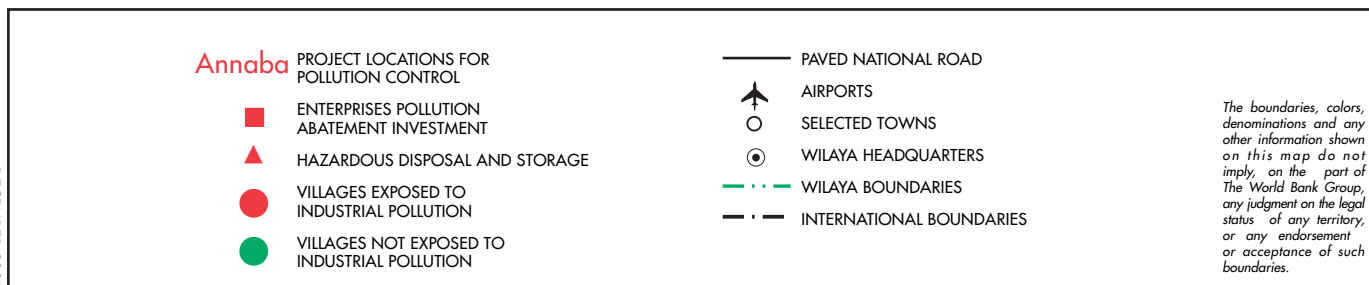 Annaba PROJECT LOCATIONS FOR
POLLUTION CONTROL
ENTERPRISES POLLUTION
ABATEMENT INVESTMENT
HAZARDOUS DISPOSAL AND STORAGE
VILLAGES EXPOSED TO
INDUSTRIAL POLLUTION
VILLAGES NOT EXPOSED TO
INDUSTRIAL POLLUTION
PAVED NATIONAL ROAD
AIRPORTS
SELECTED TOWNS
WILAYA HEADQUARTERS
WILAYA BOUNDARIES
INTERNATIONAL BOUNDARIES
The boundaries, colors,
denominations and any
other information shown
on this map do not
imply, on the part of
The World Bank Group,
any judgment on the legal
status of any territory,
or any endorsement
or acceptance of such
boundaries.